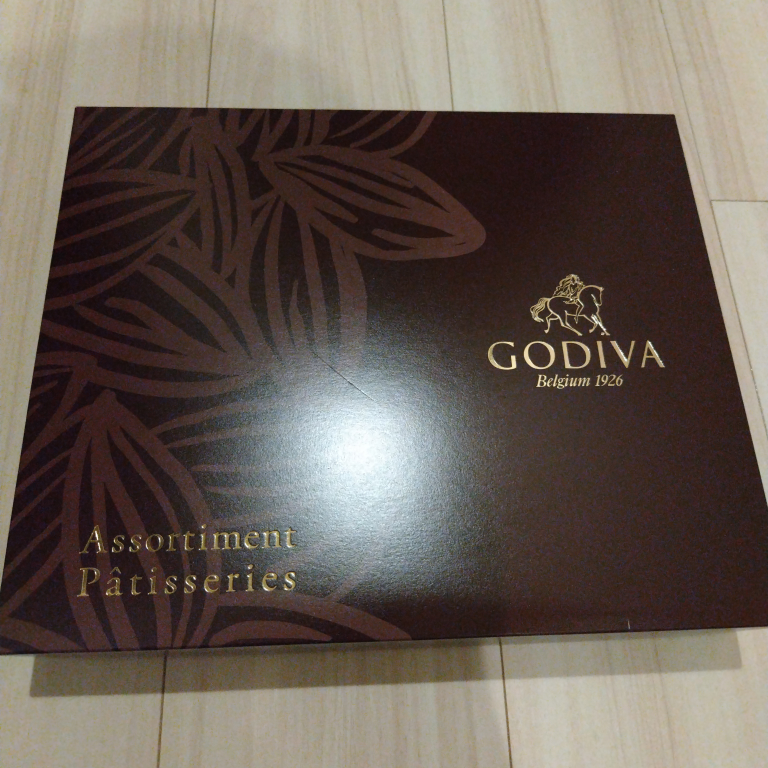 GODIVA
Belgium 1926
Assortiment
Pâtisseries